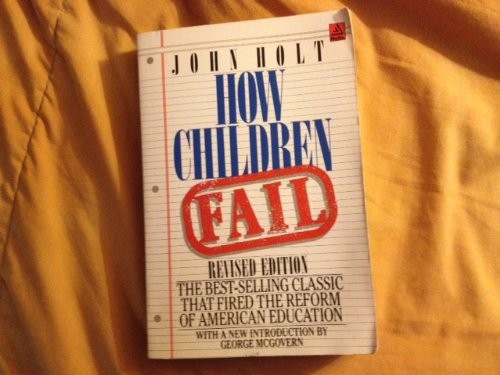 JOHN HOLT
HOW
CHILDREN
FAIL
REVISED EDITION
THE BEST-SELLING CLASSIC
THAT FIRED THE REFORM
OF AMERICAN EDUCATION
WITH A NEW INTRODUCTION BY
GEORGE MCGOVERN